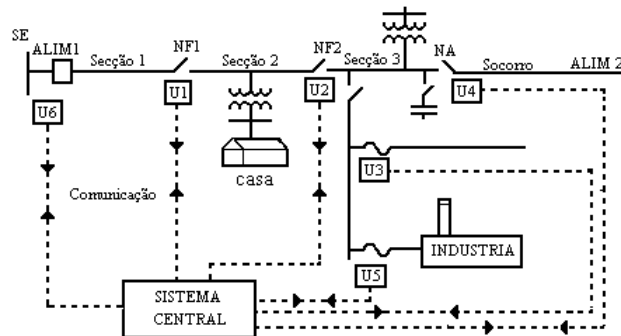 SE
ALIM1
Secção 1
NF1
Secção 2
NF2
Secção 3
NA
Socorro
ALIM 2
U6
U1
U2
U4
casa
U3
Comunicação
INDUSTRIA
U5
SISTEMA
CENTRAL